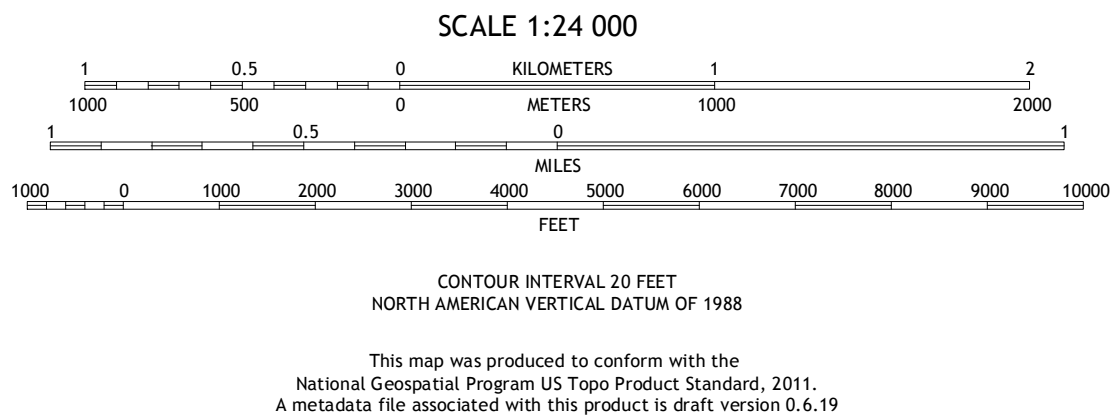 SCALE 1:24 000
1 0.5 0 KILOMETERS 1 2
1000 500 0 METERS 1000 2000
1 0.5 0 1
MILES
1000 0 1000 2000 3000 4000 5000 6000 7000 8000 9000 10000
FEET
CONTOUR INTERVAL 20 FEET
NORTH AMERICAN VERTICAL DATUM OF 1988
This map was produced to conform with the
National Geospatial Program US Topo Product Standard, 2011.
A metadata file associated with this product is draft version 0.6.19